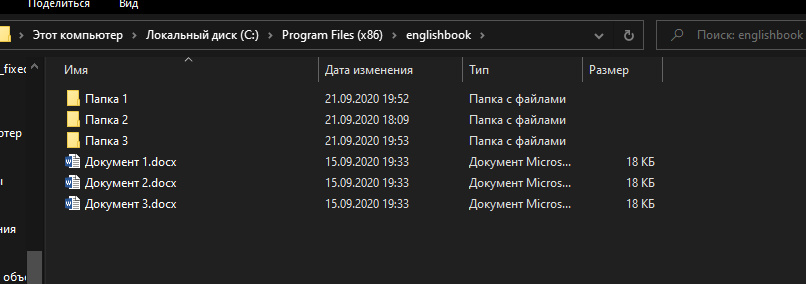 Поделиться Вид
Этот компьютер › Локальный диск (C:) › Program Files (x86) › englishbook › Поиск: englishbook
_fixed Имя Дата изменения Тип Размер
Папка 1 21.09.2020 19:52 Папка с файлами
Папка 2 21.09.2020 18:09 Папка с файлами
ютер Папка 3 21.09.2020 19:53 Папка с файлами
Документ 1.docx 15.09.2020 19:33 Документ Micros... 18 КБ
ы Документ 2.docx 15.09.2020 19:33 Документ Micros... 18 КБ
Документ 3.docx 15.09.2020 19:33 Документ Micros... 18 КБ
ния
объе